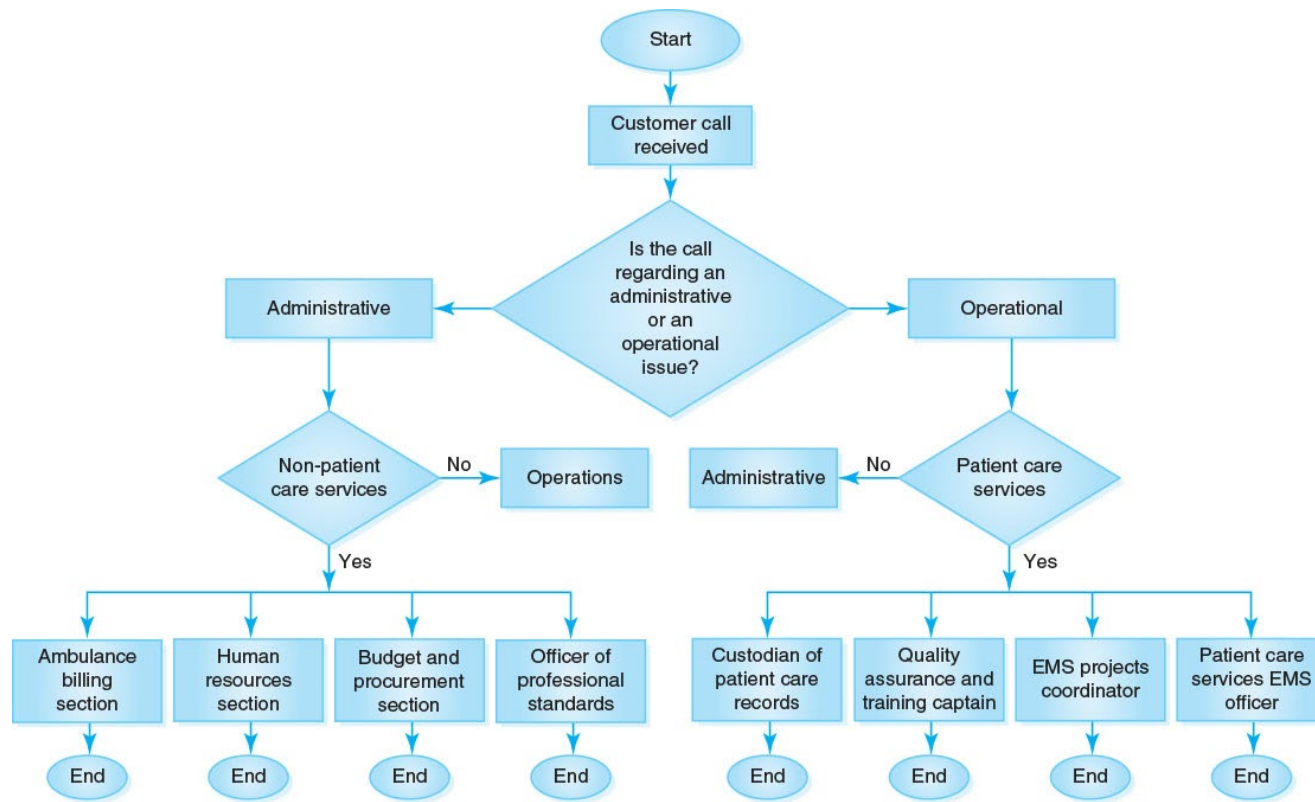 Start
Customer call
received
Is the call
regarding an
administrative
or an
operational
issue?
Administrative
Operational
Non-patient
care services
No
Operations
Administrative
No
Patient care
services
Yes
Yes
Ambulance
billing
section
Human
resources
section
Budget and
procurement
section
Officer of
professional
standards
Custodian of
patient care
records
Quality
assurance and
training captain
EMS projects
coordinator
Patient care
services EMS
officer
End
End
End
End
End
End
End
End